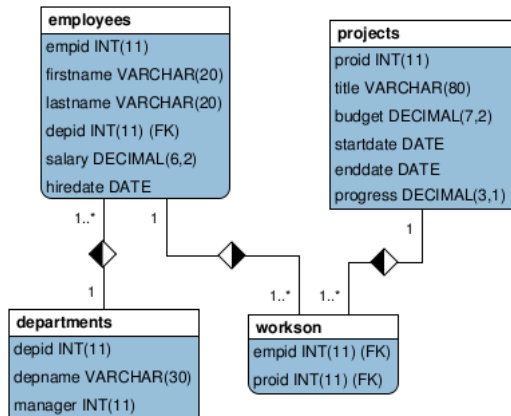 employees
empid INT(11)
firstname VARCHAR(20)
lastname VARCHAR(20)
depid INT(11) (FK)
salary DECIMAL(6,2)
hiredate DATE
projects
proid INT(11)
title VARCHAR(80)
budget DECIMAL(7,2)
startdate DATE
enddate DATE
progress DECIMAL(3,1)
1..*
1
1
1
1..*
1..*
departments
depid INT(11)
depname VARCHAR(30)
manager INT(11)
workson
empid INT(11) (FK)
proid INT(11) (FK)